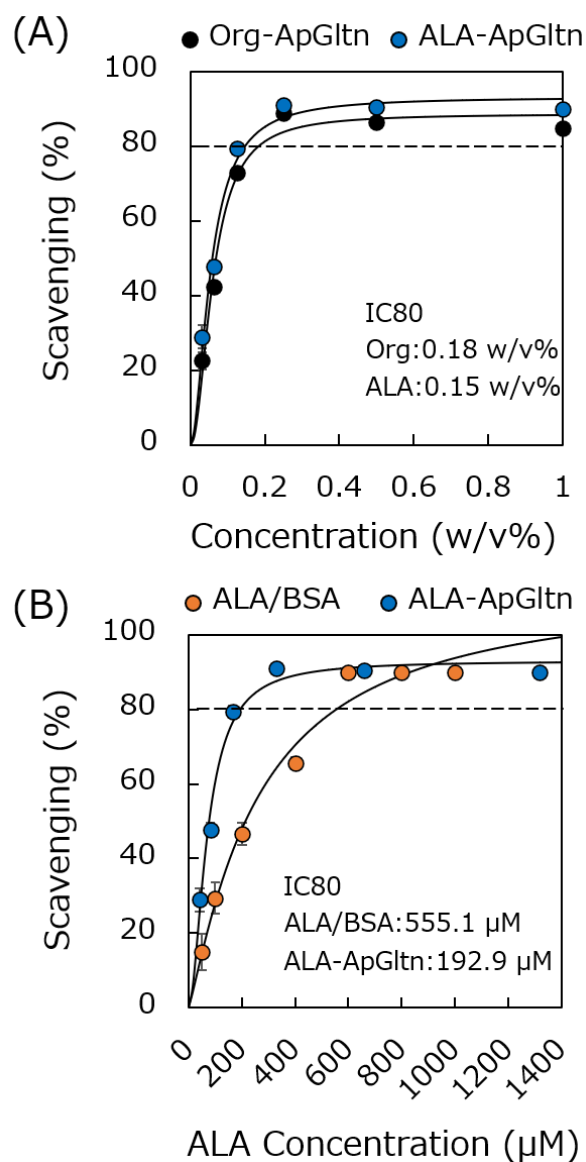 (A)
Org-ApGltn ALA-ApGltn
100
80
60
40
20
0
Scavenging (%)
IC80
Org:0.18 w/v%
ALA:0.15 w/v%
0 0.2 0.4 0.6 0.8 1
Concentration (w/v%)
(B)
ALA/BSA ALA-ApGltn
100
80
60
40
20
0
Scavenging (%)
IC80
ALA/BSA:555.1 μM
ALA-ApGltn:192.9 μM
0 200 400 600 800 1000 1200 1400
ALA Concentration (μM)